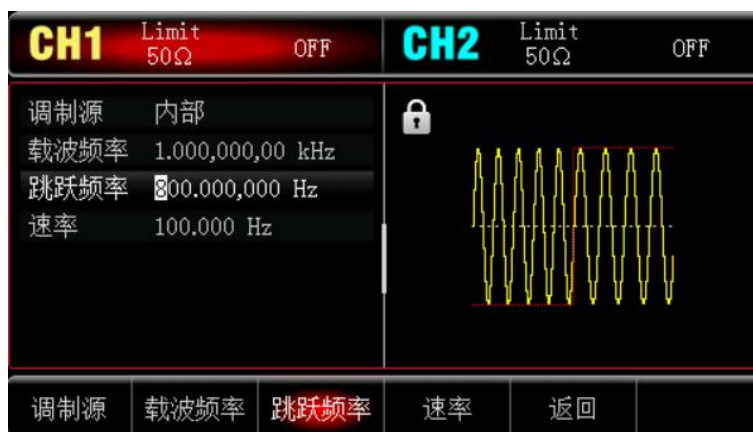 CH1 Limit 50Ω OFF CH2 Limit 50Ω OFF
调制源 内部
载波频率 1.000,000,00 kHz
跳跃频率 800.000,000 Hz
速率 100.000 Hz
调制源 载波频率 跳跃频率 速率 返回